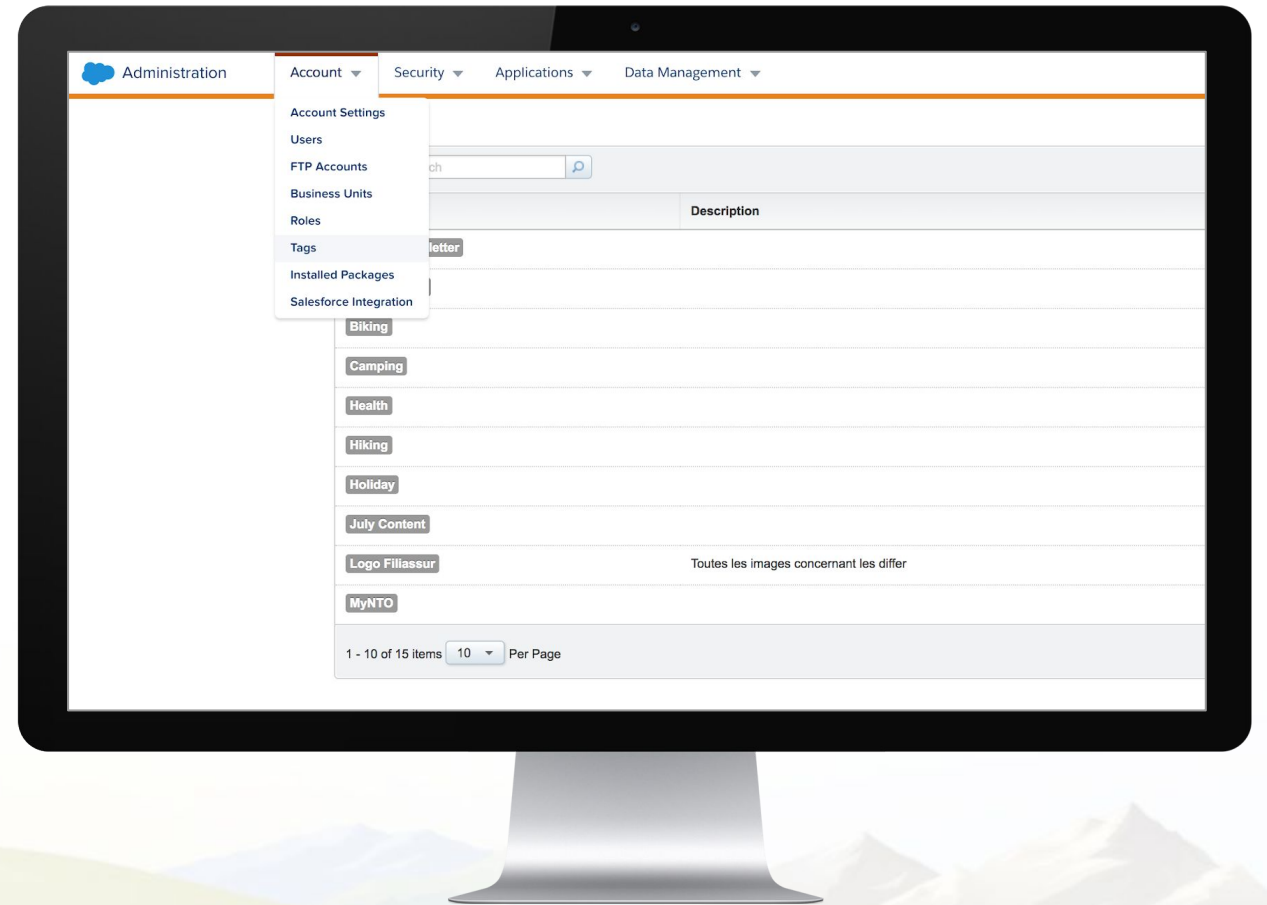 Administration Account Security Applications Data Management
Account Settings
Users
FTP Accounts
Business Units
Roles
Tags
Installed Packages
Salesforce Integration
Description
Biking
Camping
Health
Hiking
Holiday
July Content
Logo Filiassur Toutes les images concernant les differ
MyNTO
1 - 10 of 15 items 10 Per Page